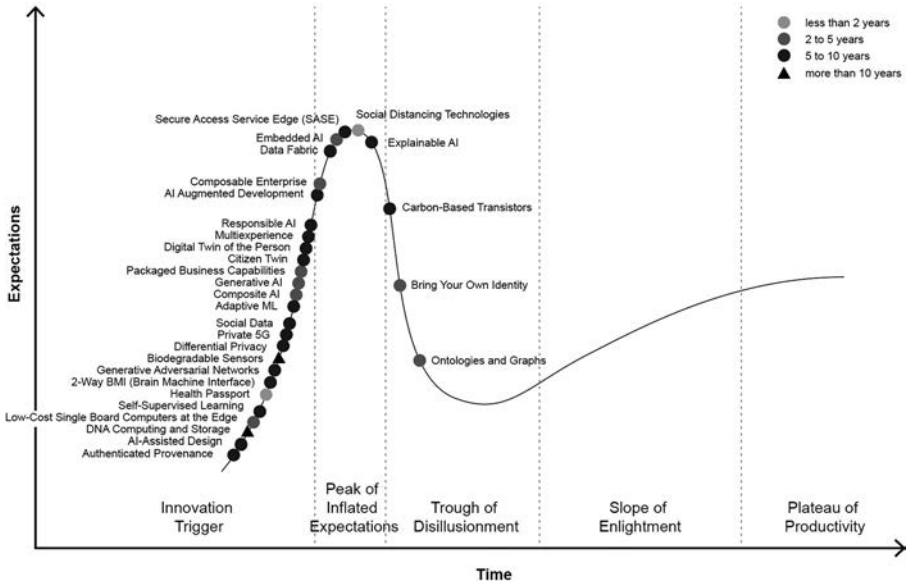 less than 2 years
2 to 5 years
5 to 10 years
more than 10 years
Expectations
Secure Access Service Edge (SASE)
Social Distancing Technologies
Embedded AI
Data Fabric
Explainable AI
Composable Enterprise
AI Augmented Development
Carbon-Based Transistors
Responsible AI
Multiexperience
Digital Twin of the Person
Citizen Twin
Packaged Business Capabilities
Generative AI
Bring Your Own Identity
Composite AI
Adaptive ML
Social Data
Private 5G
Differential Privacy
Biodegradable Sensors
Ontologies and Graphs
Generative Adversarial Networks
2-Way BMI (Brain Machine Interface)
Health Passport
Self-Supervised Learning
Low-Cost Single Board Computers at the Edge
DNA Computing and Storage
AI-Assisted Design
Authenticated Provenance
Innovation
Trigger
Peak of
Inflated
Expectations
Trough of
Disillusionment
Slope of
Enlightment
Plateau of
Productivity
Time